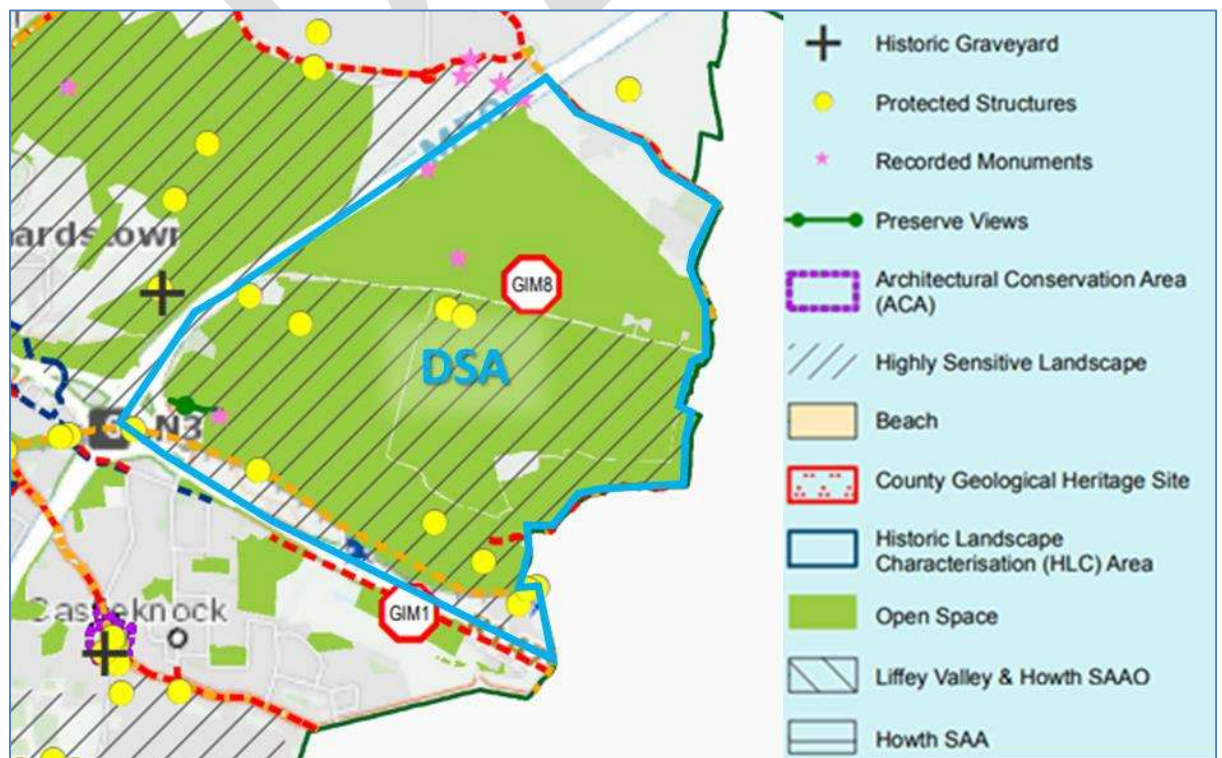 GIM8
ardstown
DSA
N3
GIM1
Historic Graveyard
Protected Structures
Recorded Monuments
Preserve Views
Architectural Conservation Area
(ACA)
Highly Sensitive Landscape
Beach
County Geological Heritage Site
Historic Landscape
Characterisation (HLC) Area
Open Space
Liffey Valley & Howth SAAO
Howth SAA